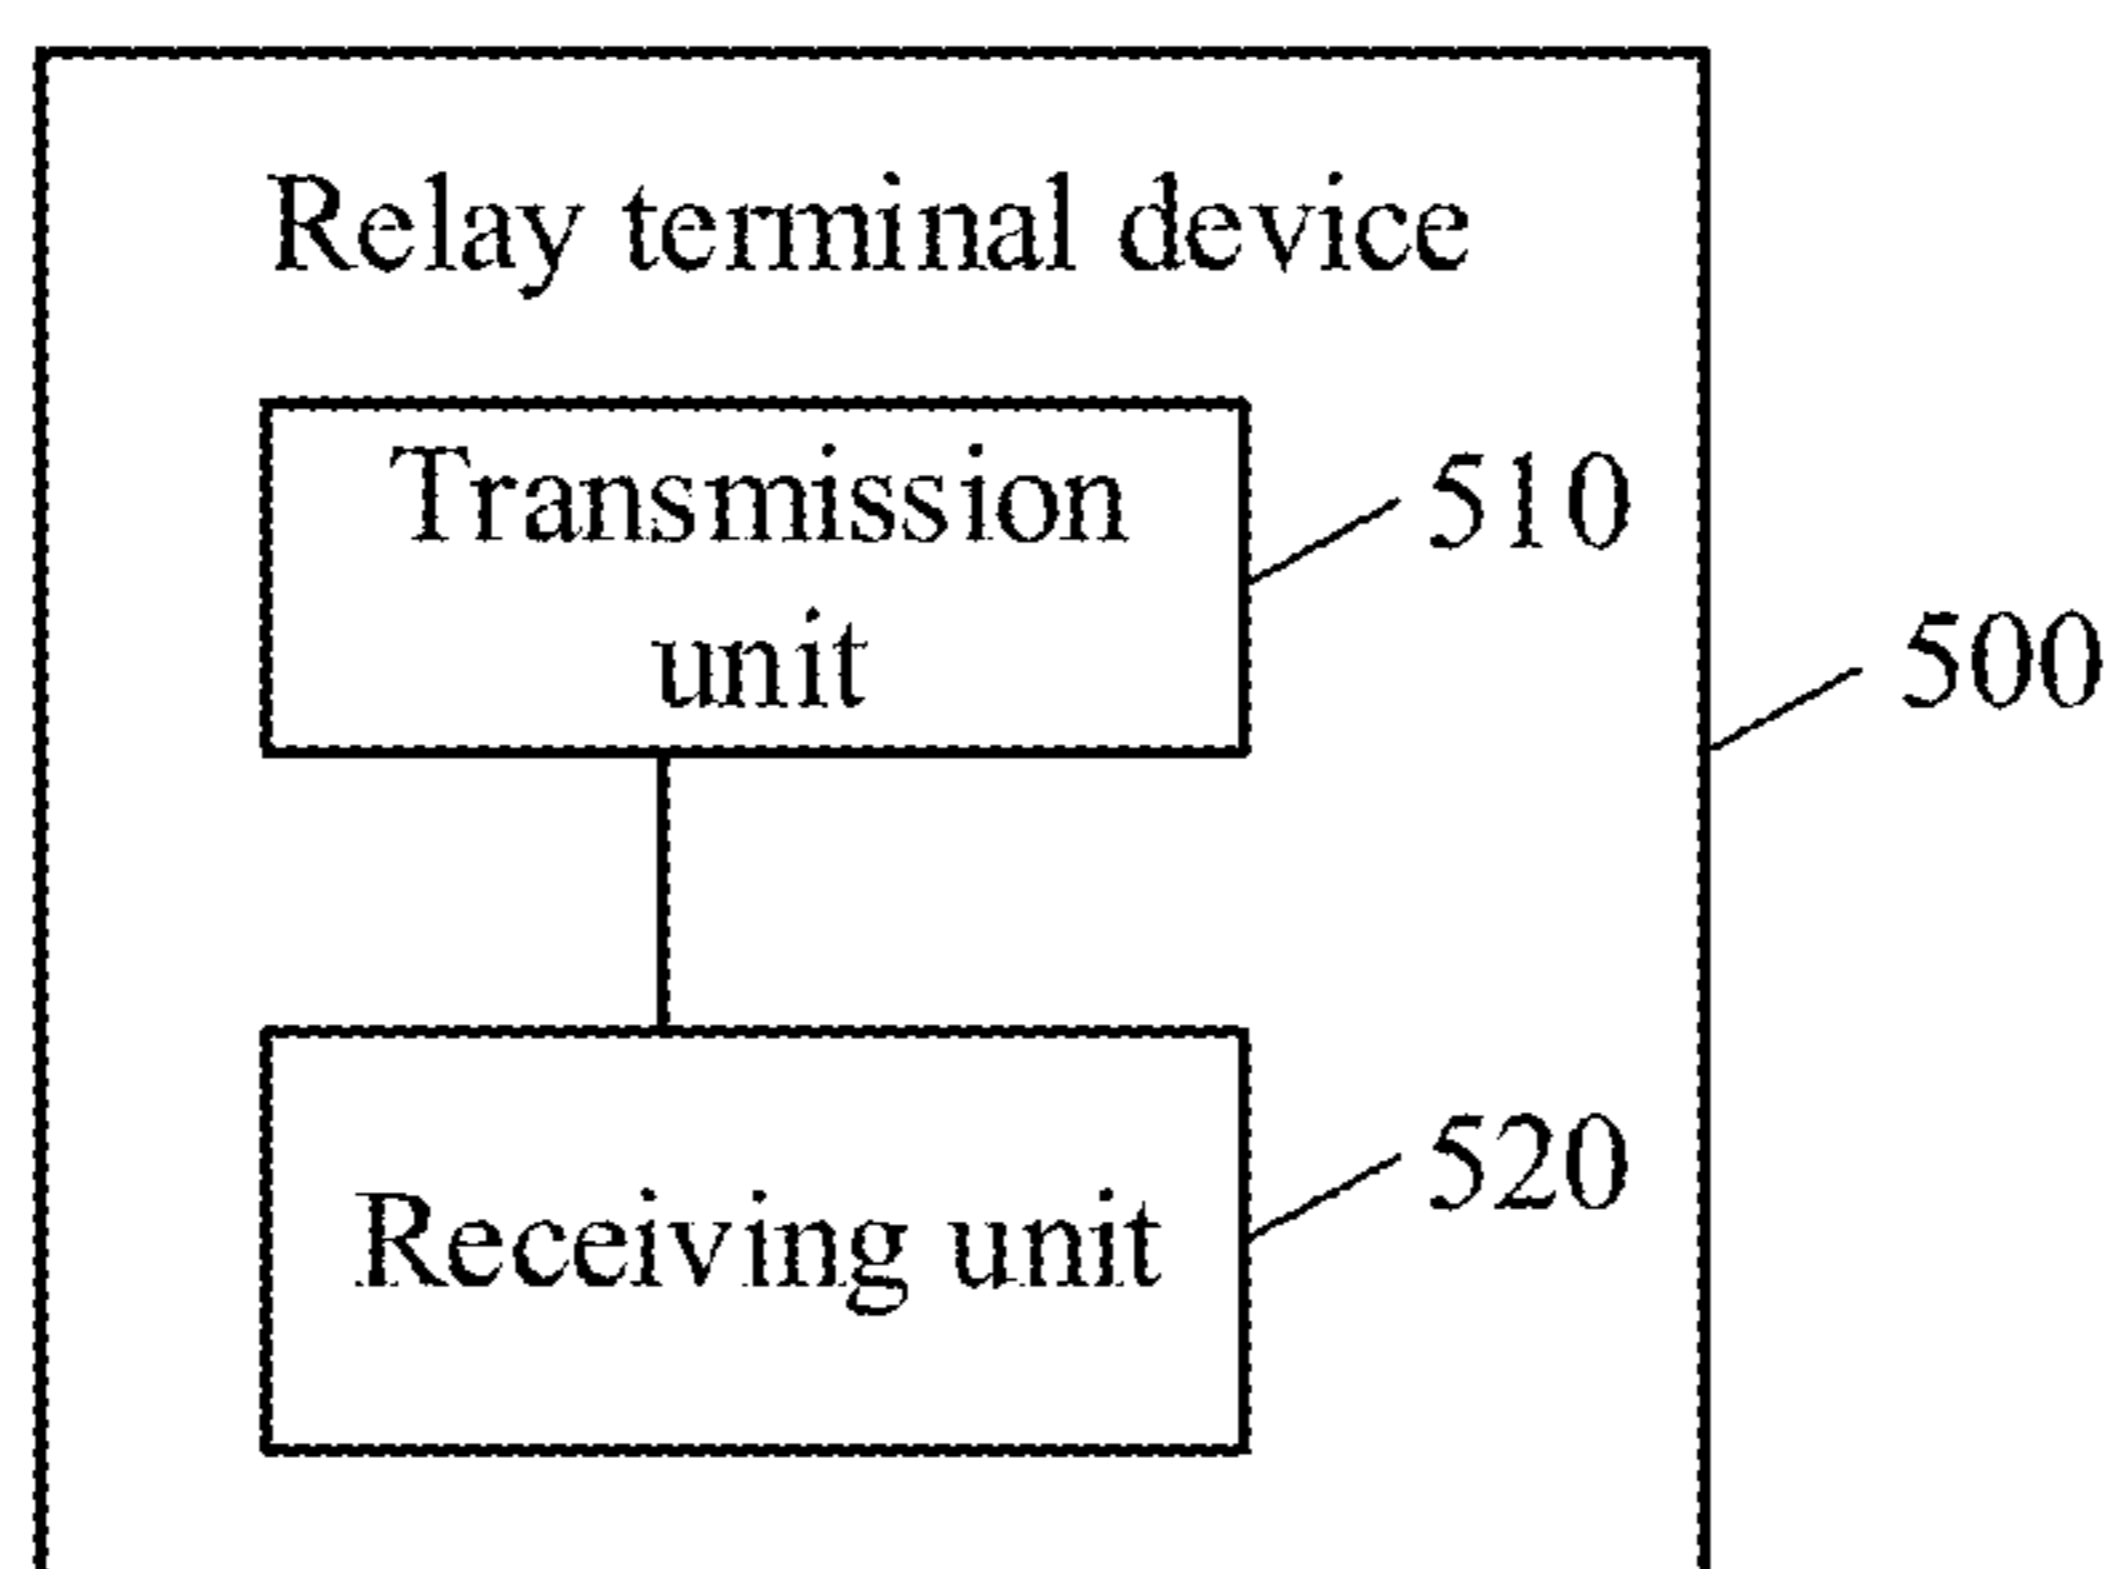 Relay terminal device
Transmission
unit
510
500
Receiving unit
520